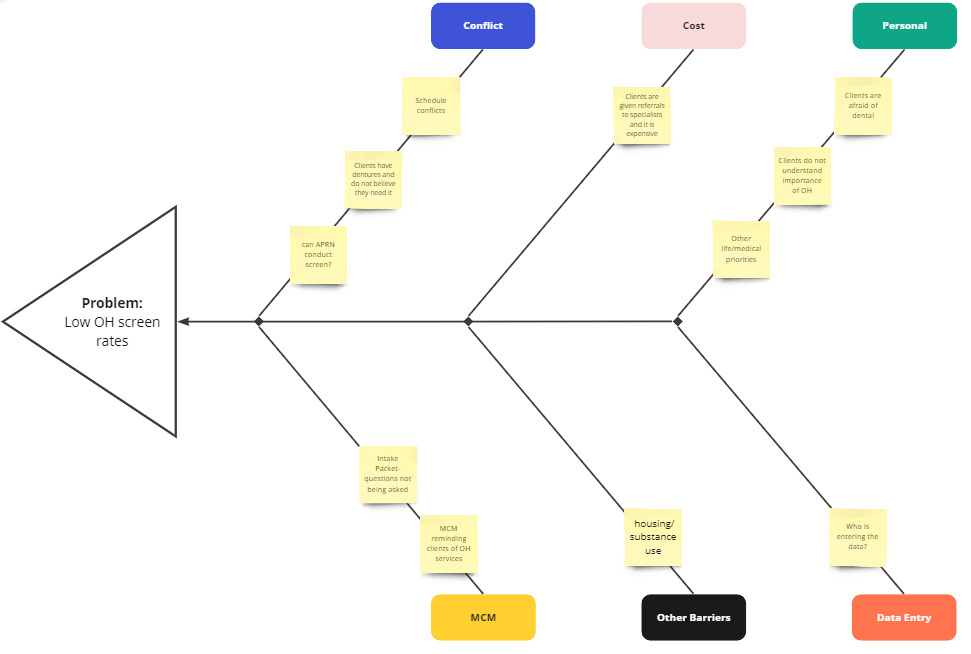 Conflict
Cost
Personal
Schedule
conflicts
Clients have
dentures and
do not believe
they need it
can APRN
conduct
screen?
Clients are
given referrals
to specialists
and it is
expensive
Clients are
afraid of
dental
Clients do not
understand
importance
of OH
Other
life/medical
priorities
Problem:
Low OH screen
rates
Intake
Packet-
questions not
being asked
MCM
reminding
clients of OH
services
housing/
substance
use
Who is
entering the
data?
MCM
Other Barriers
Data Entry